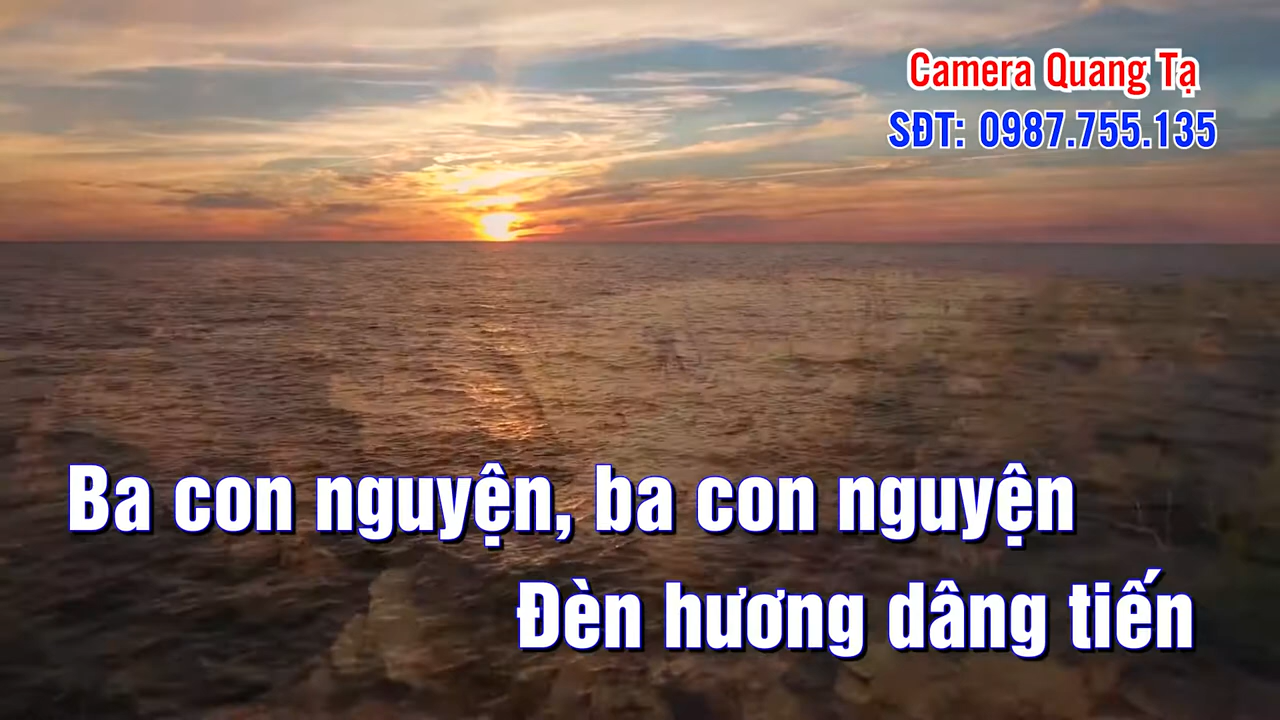 Camera Quang Tạ
SĐT: 0987.755.135
Ba con nguyện, ba con nguyện
Đèn hương dâng tiến